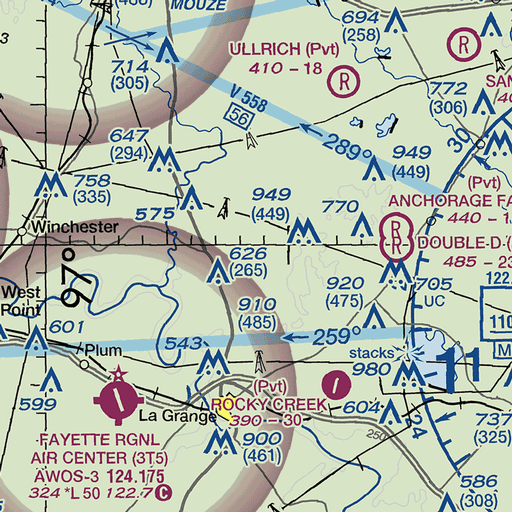 (486)
MOUZE
694
(258)
ULLRICH (Pvt)
410 - 18
R
R
714
(305)
V 558
56
772
(306)
SAN
30
289°
647
(294)
949
(449)
758
(335)
575
949
(449)
770
(Pvt)
ANCHORAGE FA
440 - 1
Winchester
R
R
DOUBLE D (
485 - 23
97°
626
(265)
920
(475)
705
UC
122.
West
Point
601
910
(485)
110
M
543
259°
stacks
980
11
Plum
599
(Pvt)
ROCKY CREEK
390 - 30
604
24
737
(325)
La Grange
250
FAYETTE RGNL
AIR CENTER (3T5)
AWOS-3 124.175
324 *L 50 122.7 C
900
(461)
586
(308)